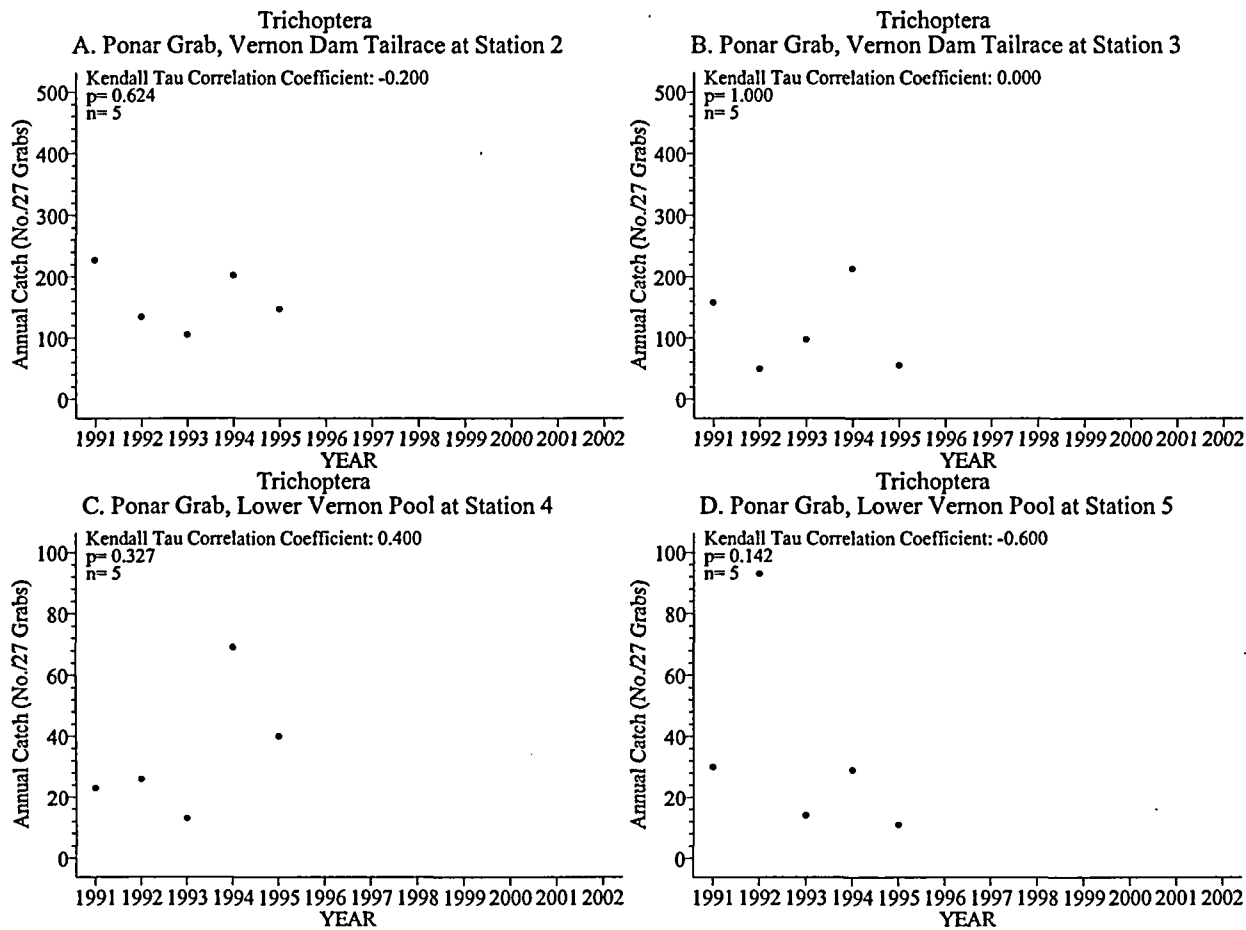 Trichoptera
A. Ponar Grab, Vernon Dam Tailrace at Station 2
Kendall Tau Correlation Coefficient: -0.200
p= 0.624
n= 5
500
400
300
200
100
0
Annual Catch (No./27 Grabs)
1991 1992 1993 1994 1995 1996 1997 1998 1999 2000 2001 2002
YEAR
Trichoptera
B. Ponar Grab, Vernon Dam Tailrace at Station 3
Kendall Tau Correlation Coefficient: 0.000
p= 1.000
n= 5
500
400
300
200
100
0
Annual Catch (No./27 Grabs)
1991 1992 1993 1994 1995 1996 1997 1998 1999 2000 2001 2002
YEAR
Trichoptera
C. Ponar Grab, Lower Vernon Pool at Station 4
Kendall Tau Correlation Coefficient: 0.400
p= 0.327
n= 5
100
80
60
40
20
0
Annual Catch (No./27 Grabs)
1991 1992 1993 1994 1995 1996 1997 1998 1999 2000 2001 2002
YEAR
Trichoptera
D. Ponar Grab, Lower Vernon Pool at Station 5
Kendall Tau Correlation Coefficient: -0.600
p= 0.142
n= 5
100
80
60
40
20
0
Annual Catch (No./27 Grabs)
1991 1992 1993 1994 1995 1996 1997 1998 1999 2000 2001 2002
YEAR